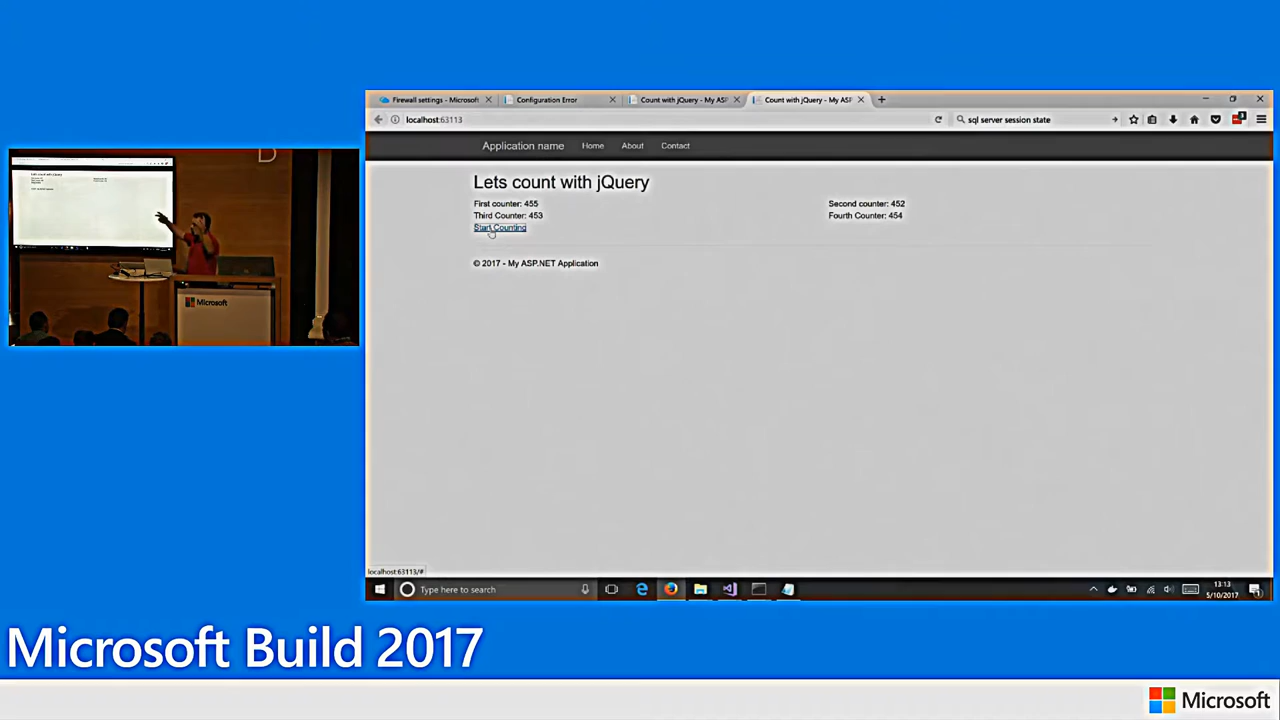 Firewall settings - Microsoft
Configuration Error
Count with jQuery - My ASP
Count with jQuery - My ASP
localhost:63113
sql server session state
Application name Home About Contact
Lets count with jQuery
First counter: 455 Second counter: 452
Third Counter: 453 Fourth Counter: 454
Start Counting
© 2017 - My ASP.NET Application
Microsoft
localhost:63113/#
Type here to search
13:13
5/10/2017
Microsoft Build 2017
Microsoft